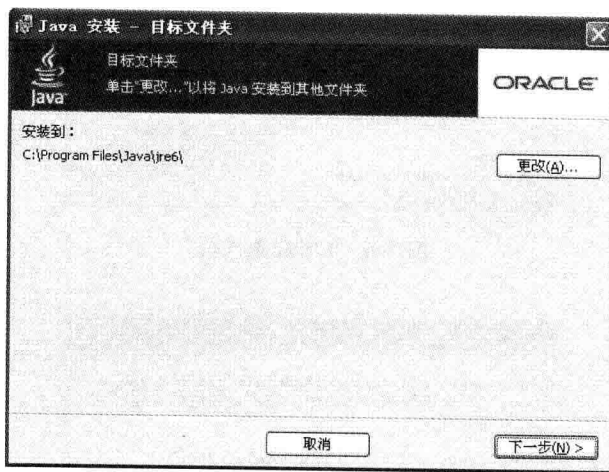 Java 安装 - 目标文件夹
目标文件夹
单击"更改..."以将 Java 安装到其他文件夹
Java
ORACLE
安装到：
C:\Program Files\Java\jre6\
更改(A)...
取消
下一步(N) >